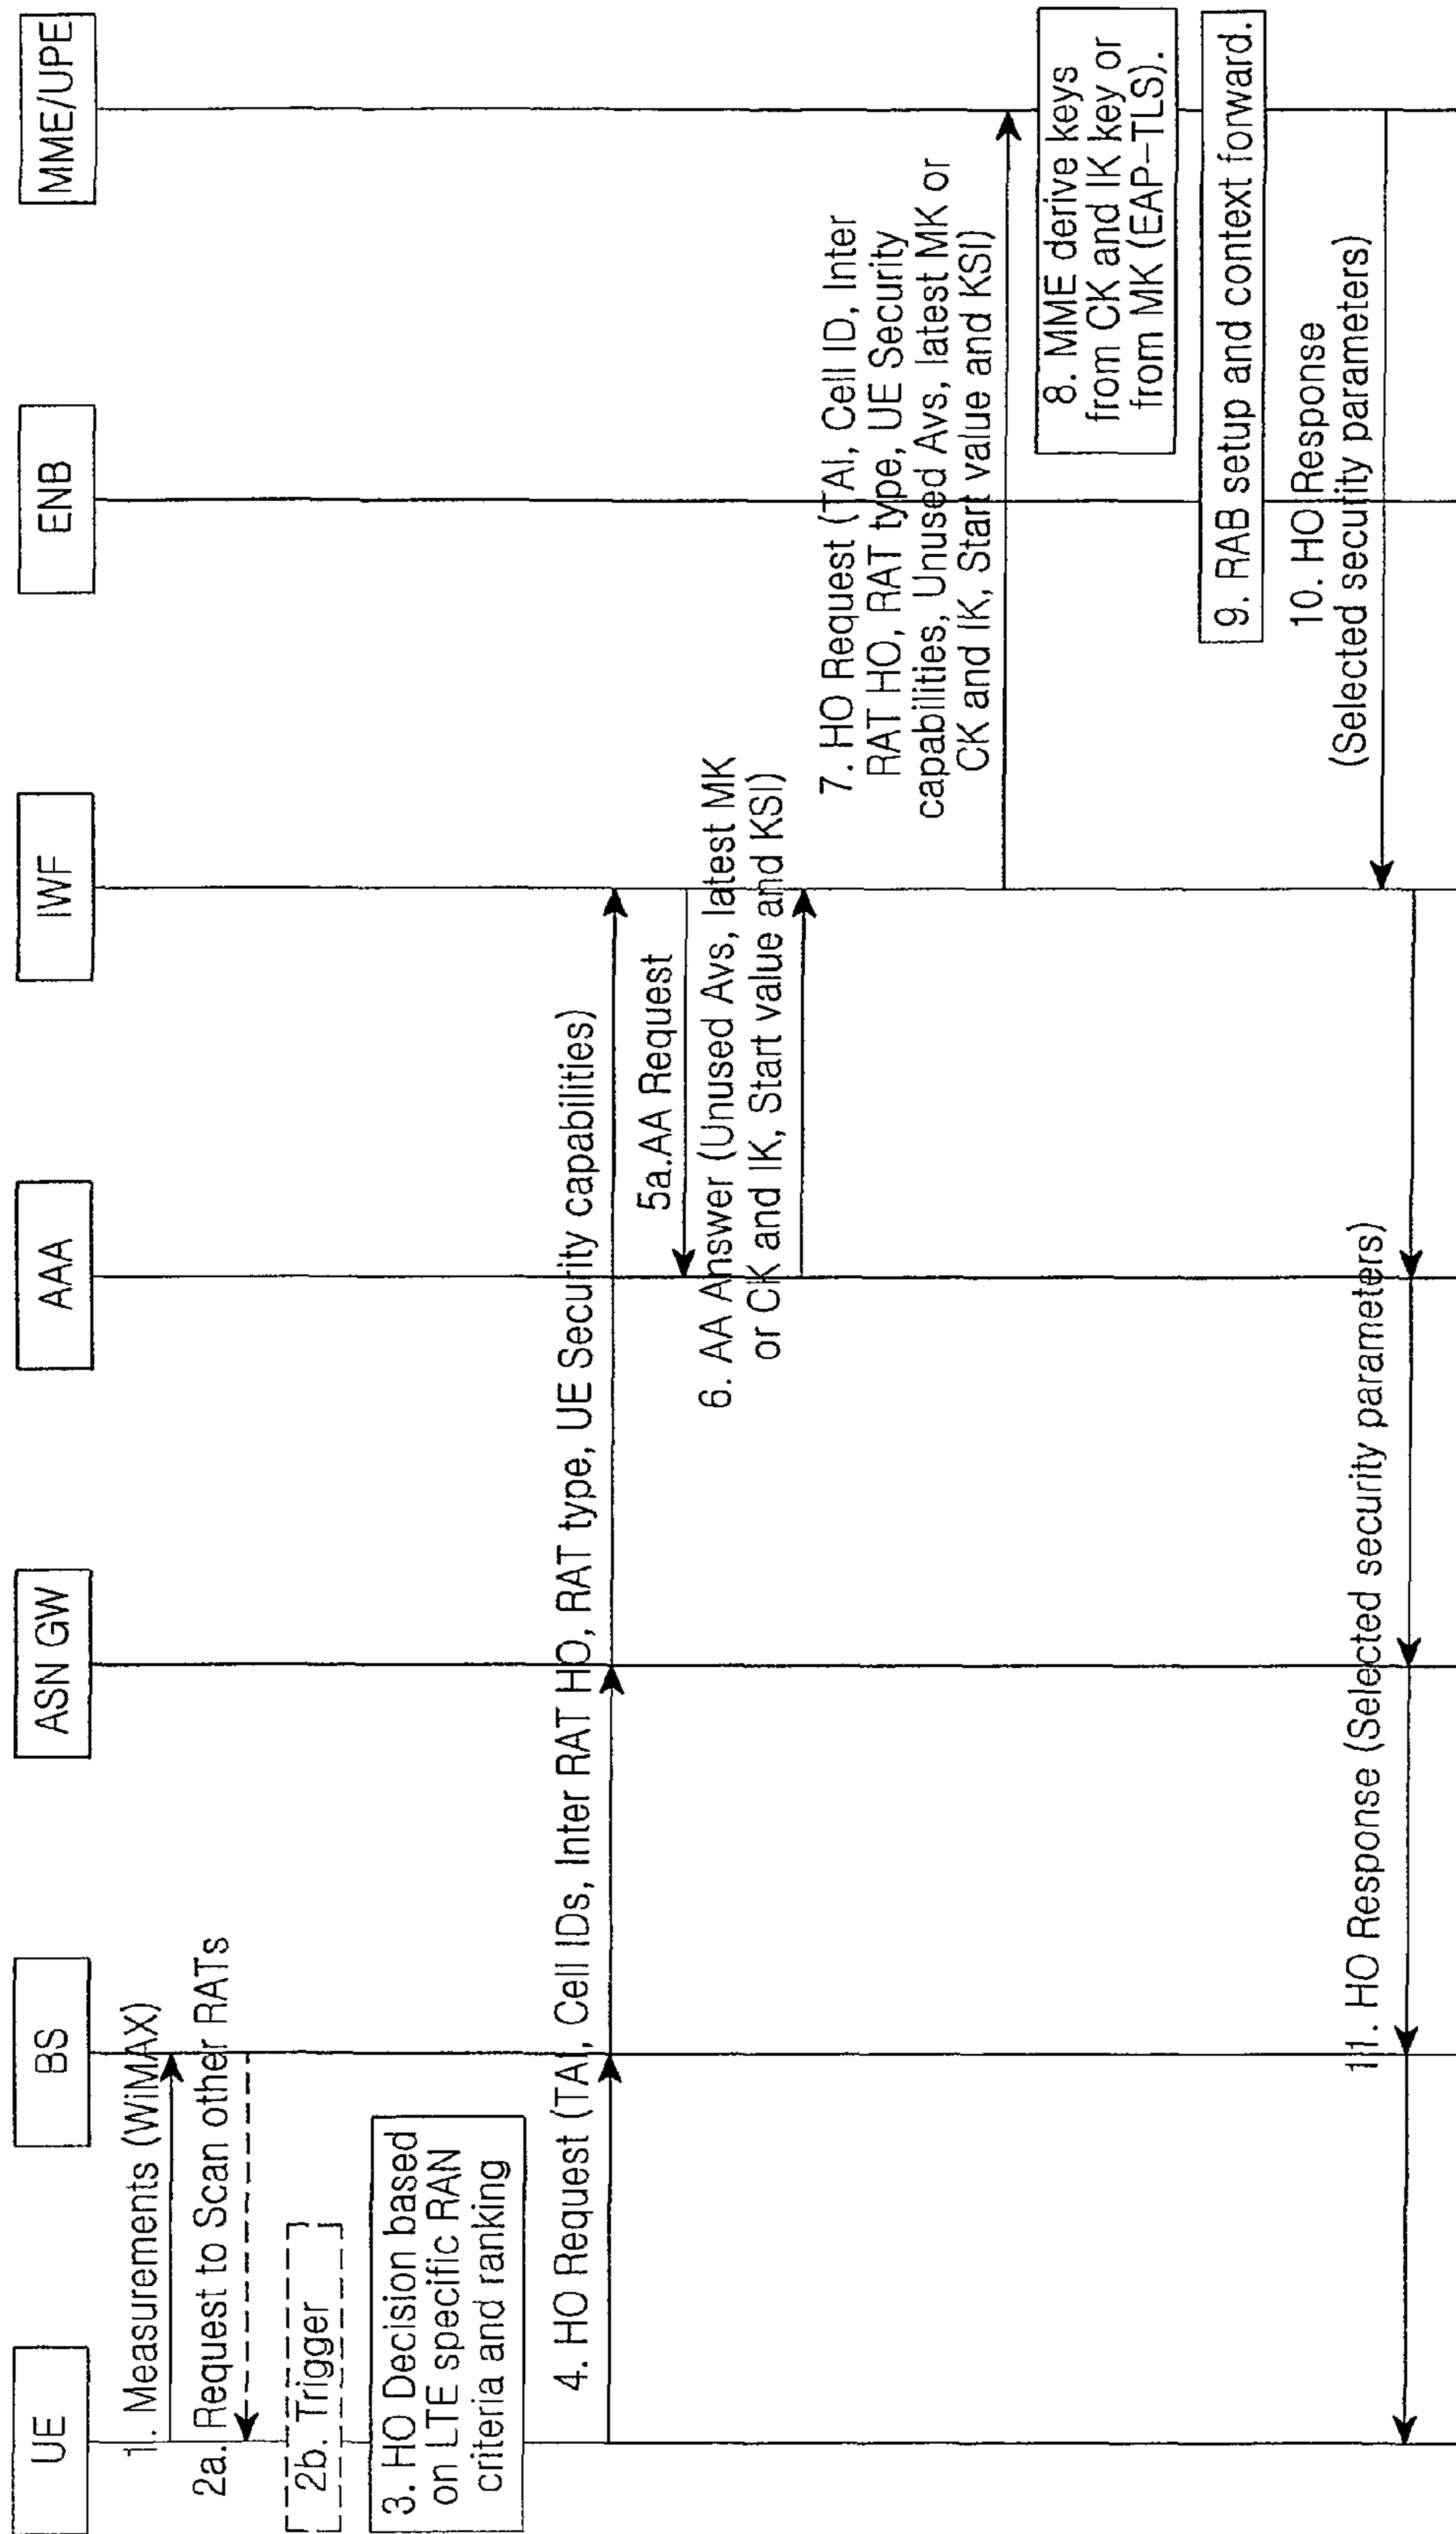 UE
BS
ASN GW
AAA
IWF
ENB
MME/UPE
1. Measurements (WiMAX)
2a. Request to Scan other RATs
2b. Trigger
3. HO Decision based
on LTE specific RAN
criteria and ranking
4. HO Request (TAI, Cell IDs, Inter RAT HO, RAT type, UE Security capabilities)
5a.AA Request
6. AA Answer (Unused Avs, latest MK
or CK and IK, Start value and KSI)
7. HO Request (TAI, Cell ID, Inter
RAT HO, RAT type, UE Security
capabilities, Unused Avs, latest MK or
CK and IK, Start value and KSI)
8. MME derive keys
from CK and IK key or
from MK (EAP-TLS).
9. RAB setup and context forward.
10. HO Response
(Selected security parameters)
11. HO Response (Selected security parameters)